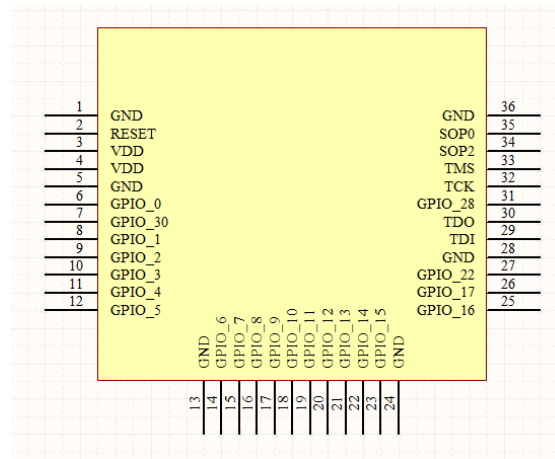 1 GND
2 RESET
3 VDD
4 VDD
5 GND
6 GPIO_0
7 GPIO_30
8 GPIO_1
9 GPIO_2
10 GPIO_3
11 GPIO_4
12 GPIO_5
36 GND
35 SOP0
34 SOP2
33 TMS
32 TCK
31 GPIO_28
30 TDO
29 TDI
28 GND
27 GPIO_22
26 GPIO_17
25 GPIO_16
13 GND
14 GPIO_6
15 GPIO_7
16 GPIO_8
17 GPIO_9
18 GPIO_10
19 GPIO_11
20 GPIO_12
21 GPIO_13
22 GPIO_14
23 GPIO_15
24 GND